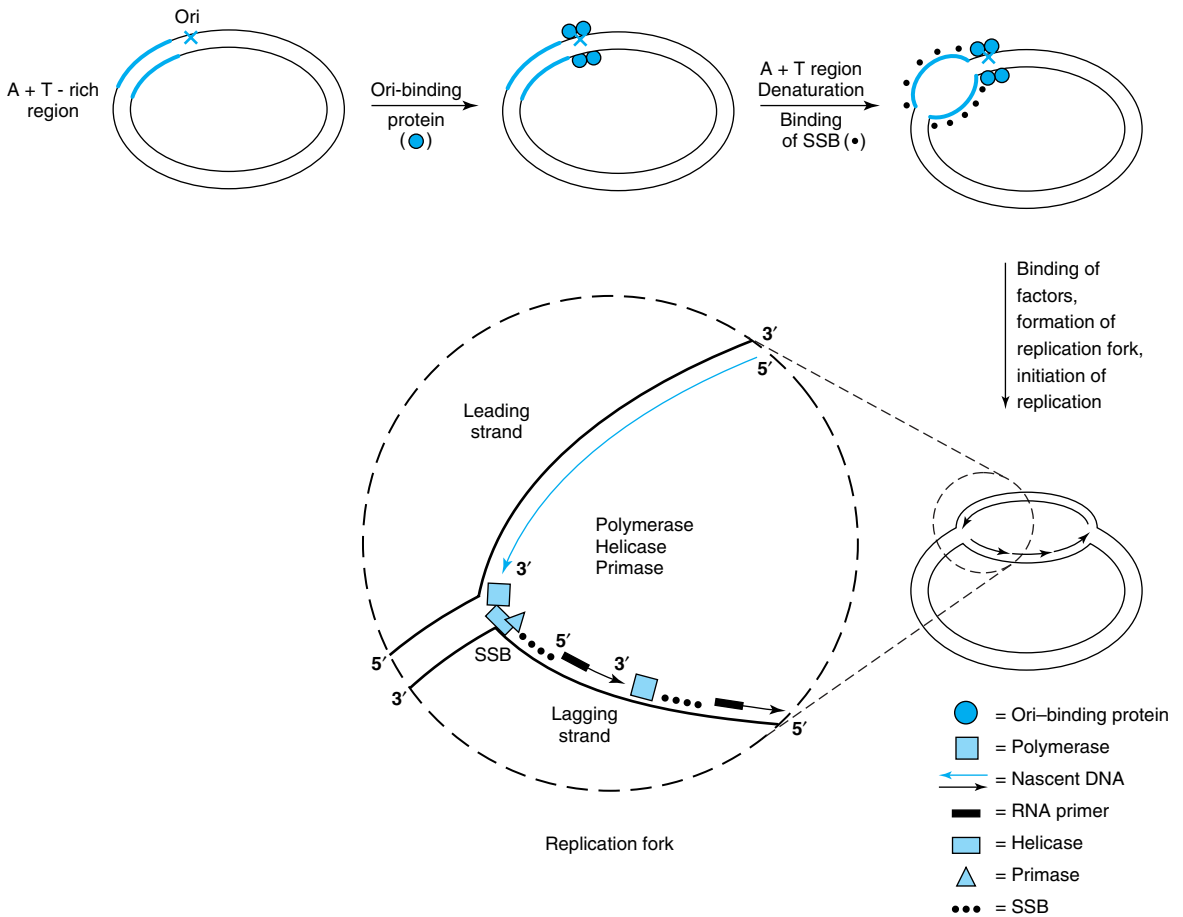 Ori
A + T - rich
region
Ori-binding
protein
( )
A + T region
Denaturation
Binding
of SSB ( • )
Binding of
factors,
formation of
replication fork,
initiation of
replication
3′
5′
Leading
strand
Polymerase
Helicase
Primase
3′
5′
3′
SSB
5′
3′
Lagging
strand
5′
Replication fork
= Ori–binding protein
= Polymerase
= Nascent DNA
= RNA primer
= Helicase
= Primase
= SSB